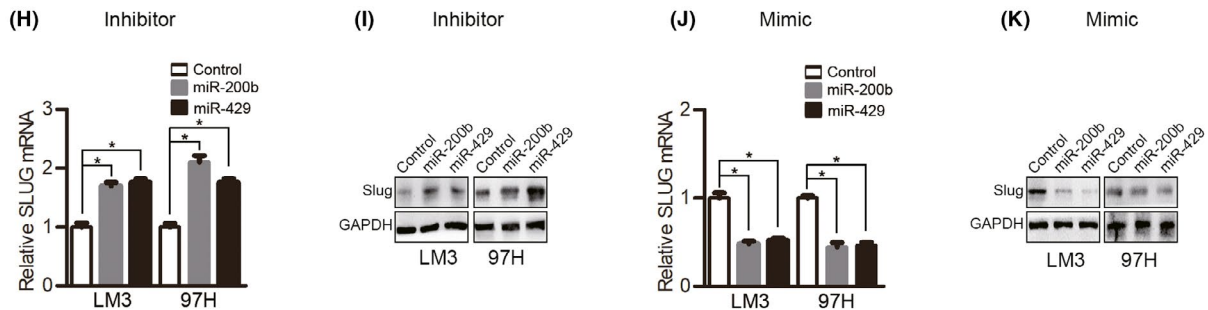 (H) Inhibitor
Control
miR-200b
miR-429
Relative SLUG mRNA
3
2
1
0
* * * *
LM3 97H
(I) Inhibitor
Control miR-200b miR-429 Control miR-200b miR-429
Slug
GAPDH
LM3 97H
(J) Mimic
Control
miR-200b
miR-429
Relative SLUG mRNA
2
1
0
* * * *
LM3 97H
(K) Mimic
Control miR-200b miR-429 Control miR-200b miR-429
Slug
GAPDH
LM3 97H